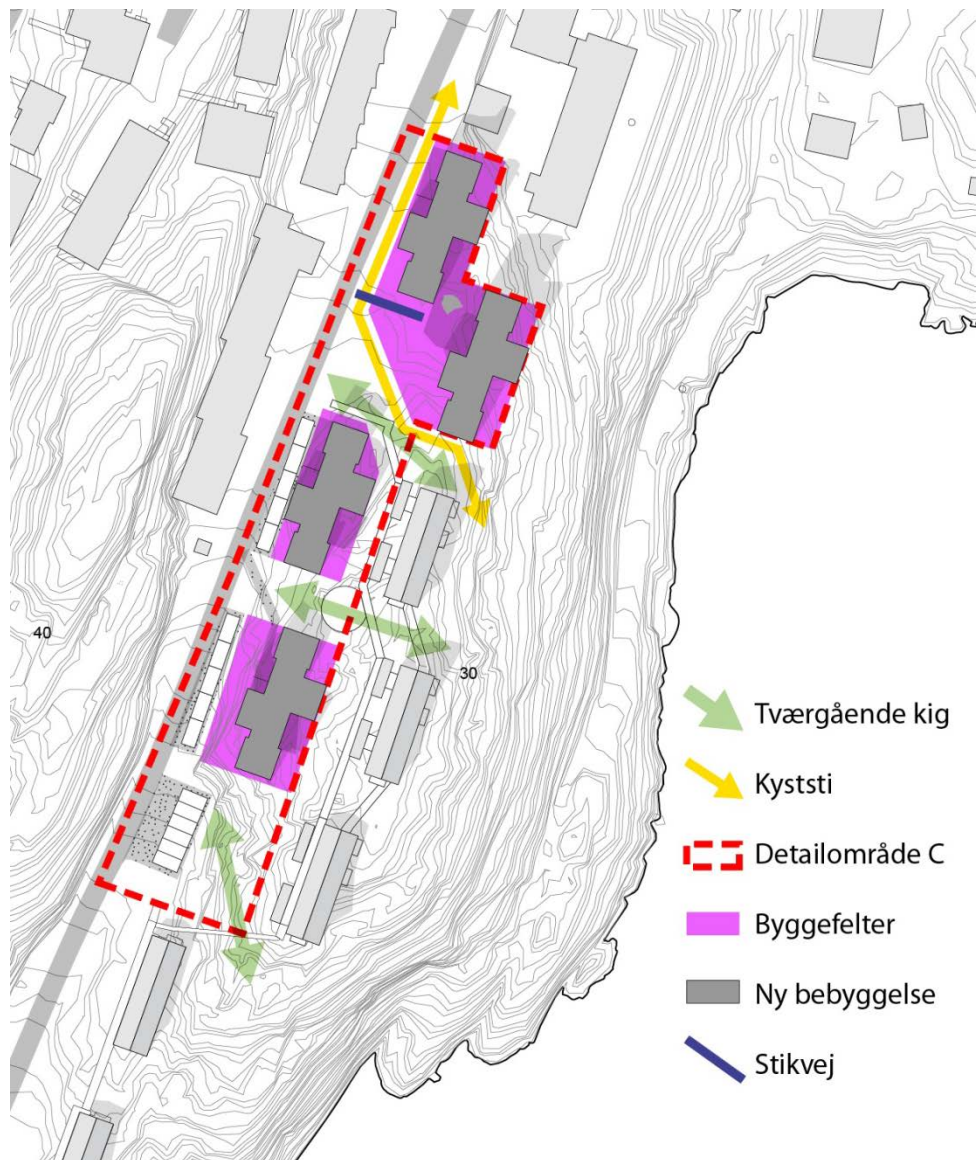 40
30
Tværgående kig
Kyststi
Detailområde C
Byggefelter
Ny bebyggelse
Stikvej